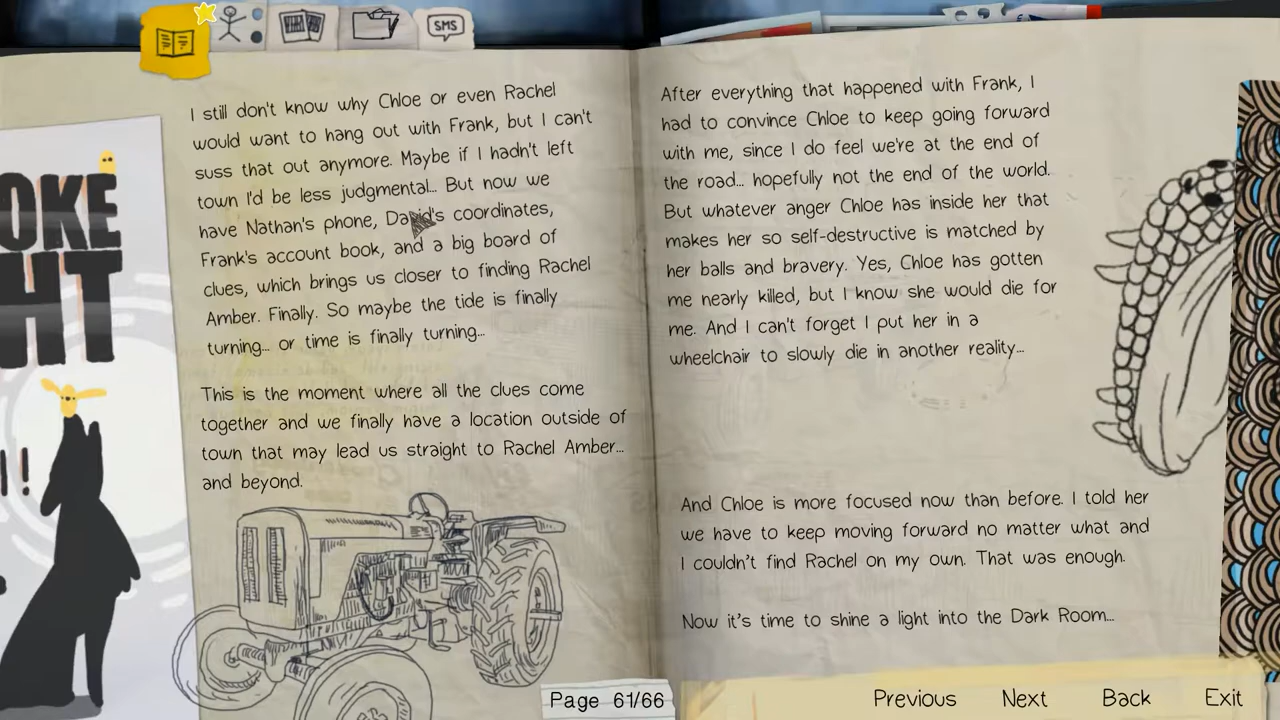 SMS
OKE
HT
!!
I still don't know why Chloe or even Rachel
would want to hang out with Frank, but I can't
suss that out anymore. Maybe if I hadn't left
town I'd be less judgmental... But now we
have Nathan's phone, David's coordinates,
Frank's account book, and a big board of
clues, which brings us closer to finding Rachel
Amber. Finally. So maybe the tide is finally
turning... or time is finally turning...
This is the moment where all the clues come
together and we finally have a location outside of
town that may lead us straight to Rachel Amber...
and beyond.
After everything that happened with Frank, I
had to convince Chloe to keep going forward
with me, since I do feel we're at the end of
the road... hopefully not the end of the world.
But whatever anger Chloe has inside her that
makes her so self-destructive is matched by
her balls and bravery. Yes, Chloe has gotten
me nearly killed, but I know she would die for
me. And I can't forget I put her in a
wheelchair to slowly die in another reality...
And Chloe is more focused now than before. I told her
we have to keep moving forward no matter what and
I couldn't find Rachel on my own. That was enough.
Now it's time to shine a light into the Dark Room...
Page 61/66
Previous Next Back Exit